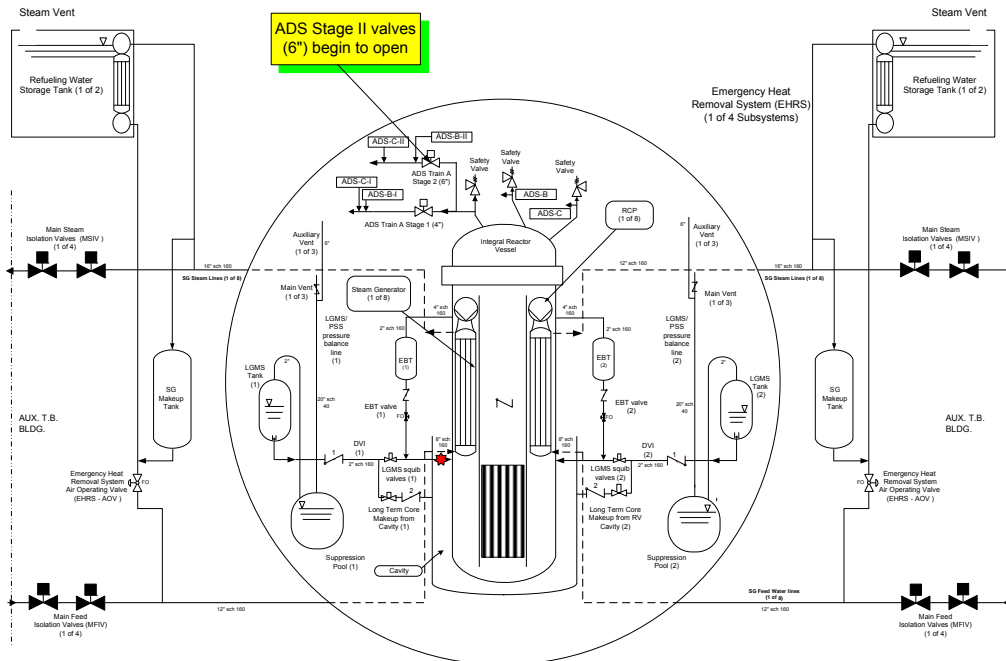 Steam Vent
Steam Vent
ADS Stage II valves
(6") begin to open
Refueling Water
Storage Tank (1 of 2)
Refueling Water
Storage Tank (1 of 2)
Emergency Heat
Removal System (EHRS)
(1 of 4 Subsystems)
ADS-C-II
ADS-B-II
ADS Train A
Stage 2 (6")
ADS-C-I
ADS-B-I
ADS Train A Stage 1 (4")
Safety
Valve
Safety
Valve
Safety
Valve
ADS-B
ADS-C
RCP
(1 of 8)
Integral Reactor
Vessel
Main Steam
Isolation Valves (MSIV )
(1 of 4)
16" sch 160
SG Steam Lines (1 of 8)
Auxiliary
Vent
(1 of 3)
6"
Main Vent
(1 of 3)
Steam Generator
(1 of 8)
12" sch 160
6"
Auxiliary
Vent
(1 of 3)
Main Vent
(1 of 3)
16" sch 160
SG Steam Lines (1 of 8)
Main Steam
Isolation Valves (MSIV )
(1 of 4)
LGMS/
PSS
pressure
balance
line
(1)
4" sch
160
2" sch
160
4" sch
160
2" sch
160
LGMS/
PSS
pressure
balance
line
(2)
SG
Makeup
Tank
LGMS Tank
(1)
2"
20" sch
40
EBT
(1)
EBT valve
(1)
FO
EBT
(2)
EBT valve
(2)
FO
20" sch
40
2"
LGMS Tank
(2)
SG
Makeup
Tank
AUX. T.B.
BLDG.
AUX. T.B.
BLDG.
DVI
(1)
2" sch 160
1
8" sch
160
8" sch
160
DVI
(2)
2" sch 160
1
LGMS squib
valves (1)
2
Long Term Core
Makeup from
Cavity (1)
LGMS squib
valves (2)
2
Long Term Core
Makeup from RV
Cavity (2)
Emergency Heat
Removal System
Air Operating Valve
(EHRS - AOV )
FO
FO
Emergency Heat
Removal System
Air Operating Valve
(EHRS - AOV )
Suppression
Pool (1)
Cavity
Suppression
Pool (2)
12" sch 160
Main Feed
Isolation Valves (MFIV)
(1 of 4)
SG Feed Water lines
(1 of 8)
12" sch 160
Main Feed
Isolation Valves (MFIV)
(1 of 4)